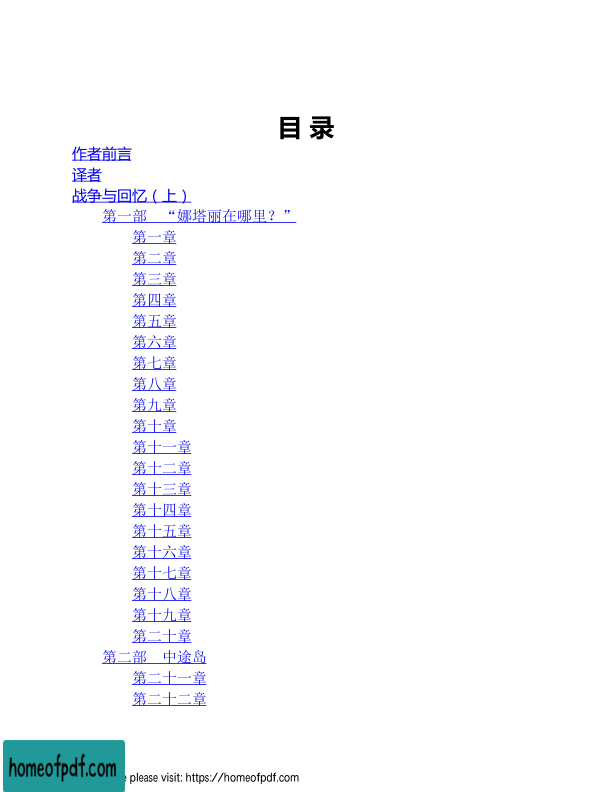 目 录
作者前言
译者
战争与回忆（上）
第一部　“娜塔丽在哪里？”
第一章
第二章
第三章
第四章
第五章
第六章
第七章
第八章
第九章
第十章
第十一章
第十二章
第十三章
第十四章
第十五章
第十六章
第十七章
第十八章
第十九章
第二十章
第二部　中途岛
第二十一章
第二十二章
homeofpdf.com
please visit: https://homeofpdf.com